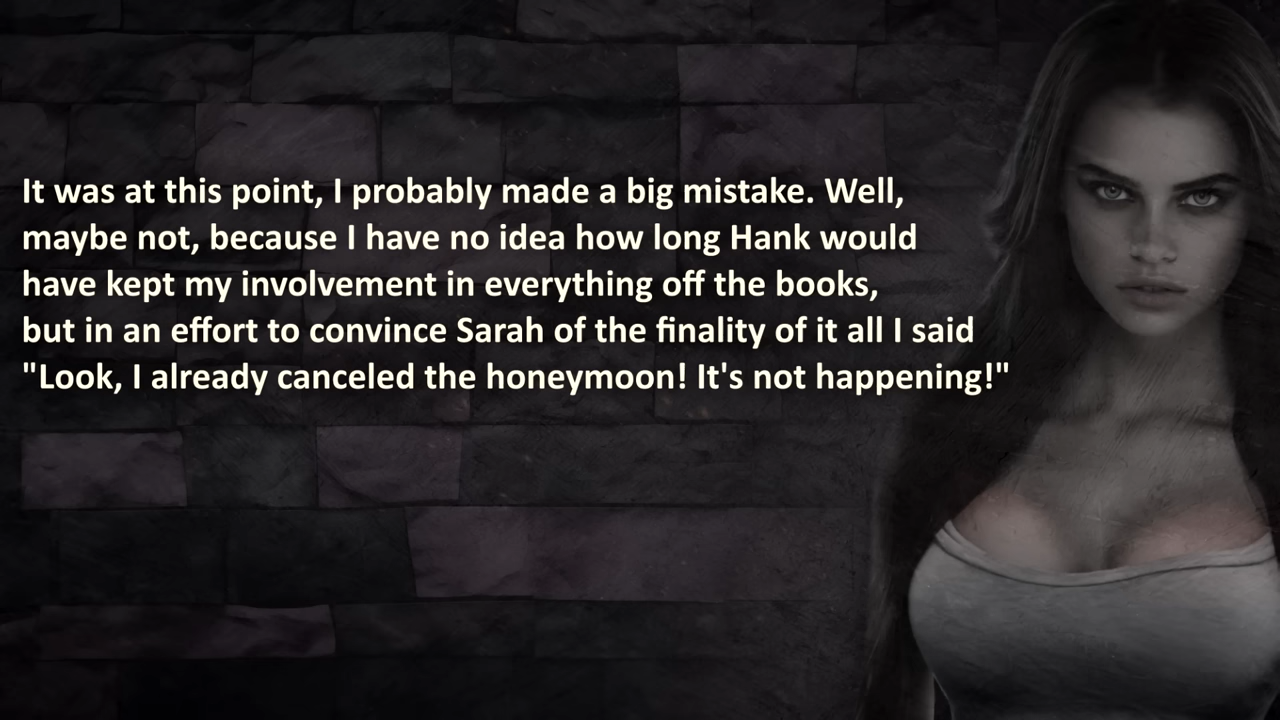 It was at this point, I probably made a big mistake. Well,
maybe not, because I have no idea how long Hank would
have kept my involvement in everything off the books,
but in an effort to convince Sarah of the finality of it all I said
"Look, I already canceled the honeymoon! It's not happening!"